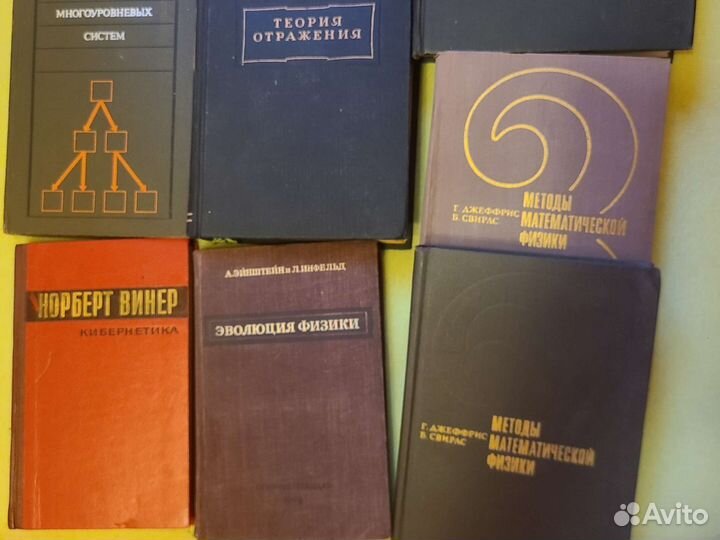 МНОГОУРОВНЕВЫХ
СИСТЕМ
ТЕОРИЯ
ОТРАЖЕНИЯ
Г. ДЖЕФФРИС
Б. СВИРЛС
МЕТОДЫ
МАТЕМАТИЧЕСКОЙ
ФИЗИКИ
НОРБЕРТ ВИНЕР
КИБЕРНЕТИКА
А. ЭЙНШТЕЙН и Л. ИНФЕЛЬД
ЭВОЛЮЦИЯ ФИЗИКИ
Г. ДЖЕФФРИС
Б. СВИРЛС
МЕТОДЫ
МАТЕМАТИЧЕСКОЙ
ФИЗИКИ
Avito